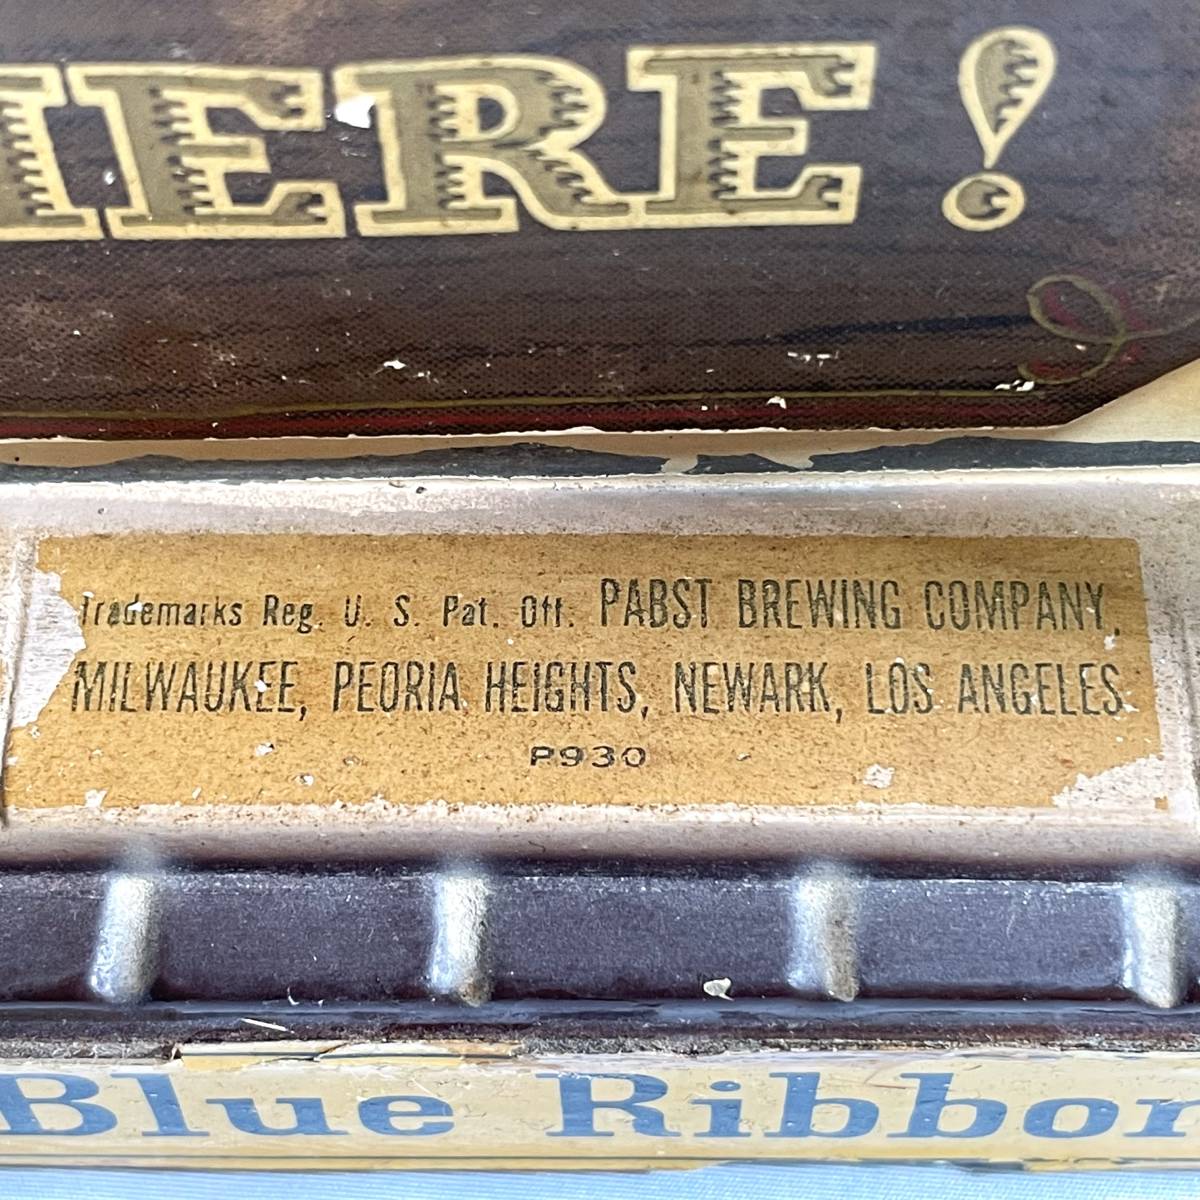 HERE!
Trademarks Reg. U. S. Pat. Off. PABST BREWING COMPANY.
MILWAUKEE, PEORIA HEIGHTS, NEWARK, LOS ANGELES
P930
Blue Ribbon